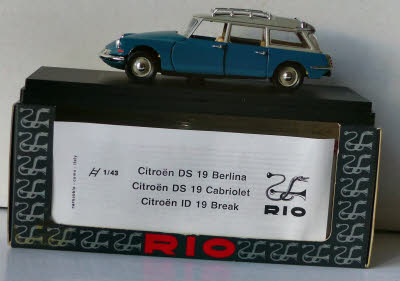 1/43
Citroën DS 19 Berlina
Citroën DS 19 Cabriolet
Citroën ID 19 Break
RIO
RIO